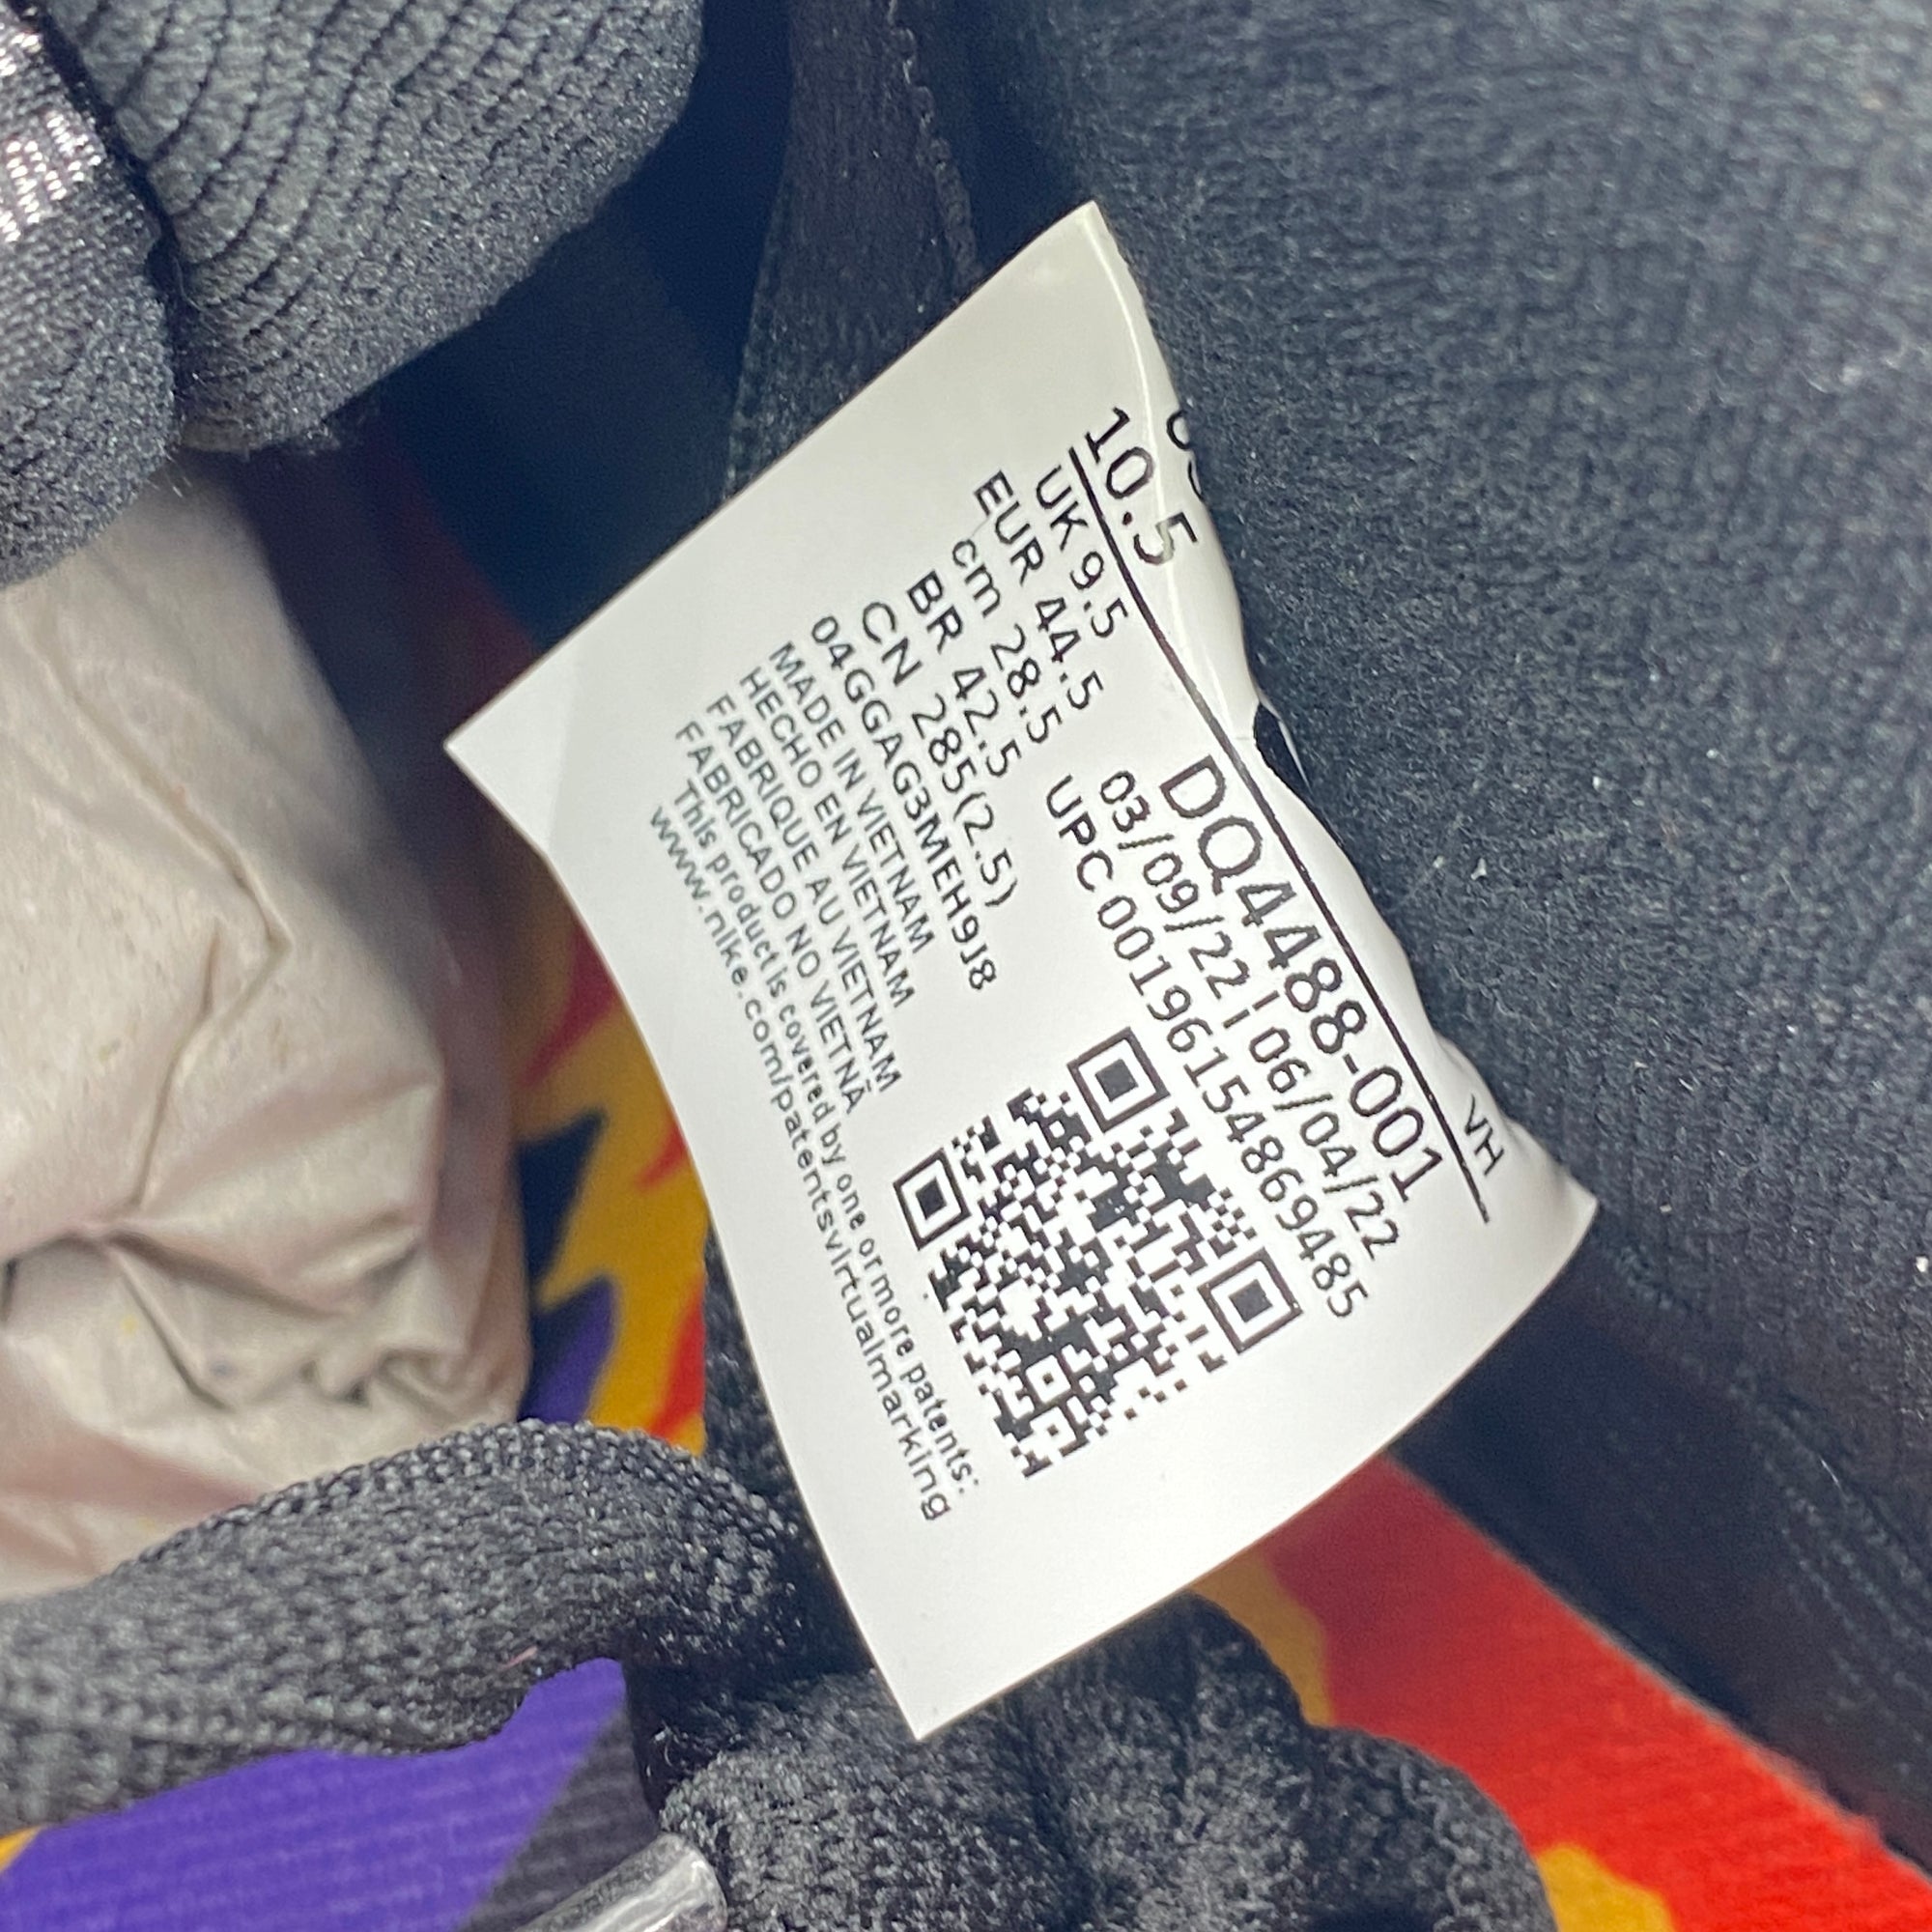 10.5
VH
UK 9.5
EUR 44.5
cm 28.5
BR 42.5
CN 285(2.5)
04GGAG3MEH9J8
DQ4488-001
03/09/22 | 06/04/22
UPC 00196154869485
MADE IN VIETNAM
HECHO EN VIETNAM
FABRIQUE AU VIETNAM
FABRICADO NO VIETNÃ
This product is covered by one or more patents:
www.nike.com/patentsvirtualmarking